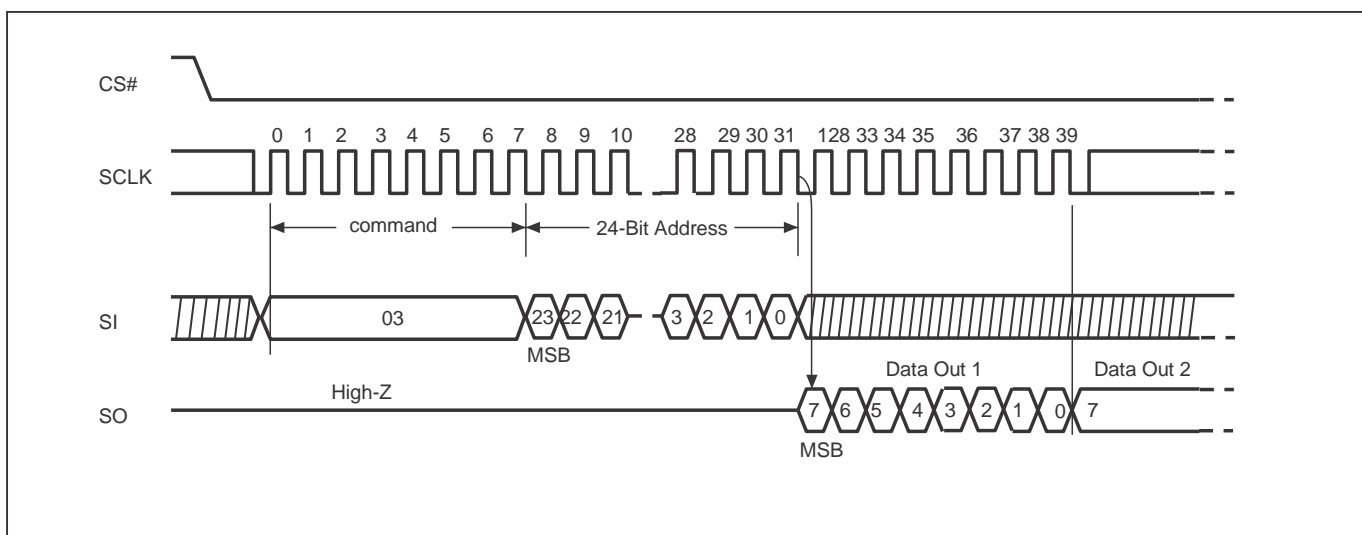 CS#
0 1 2 3 4 5 6 7 8 9 10 28 29 30 31 128 33 34 35 36 37 38 39
SCLK
command 24-Bit Address
SI 03 23 22 21 3 2 1 0
MSB
Data Out 1 Data Out 2
High-Z
SO 7 6 5 4 3 2 1 0 7
MSB